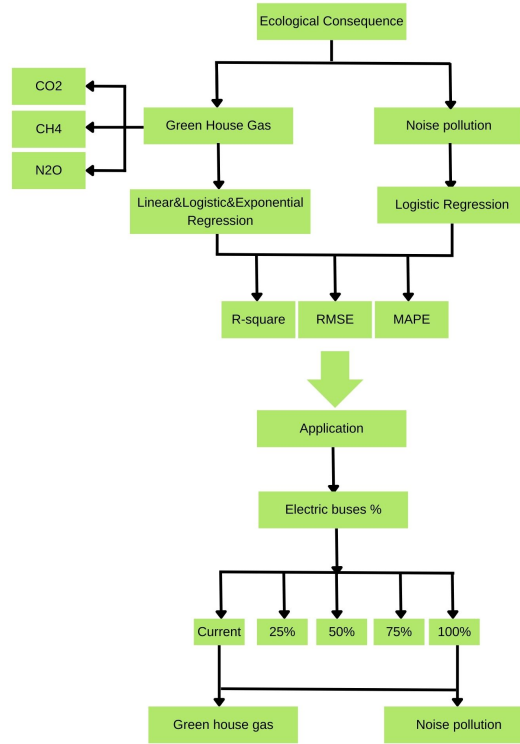 Ecological Consequence
CO2
CH4
N2O
Green House Gas
Noise pollution
Linear&Logistic&Exponential
Regression
Logistic Regression
R-square
RMSE
MAPE
Application
Electric buses %
Current
25%
50%
75%
100%
Green house gas
Noise pollution